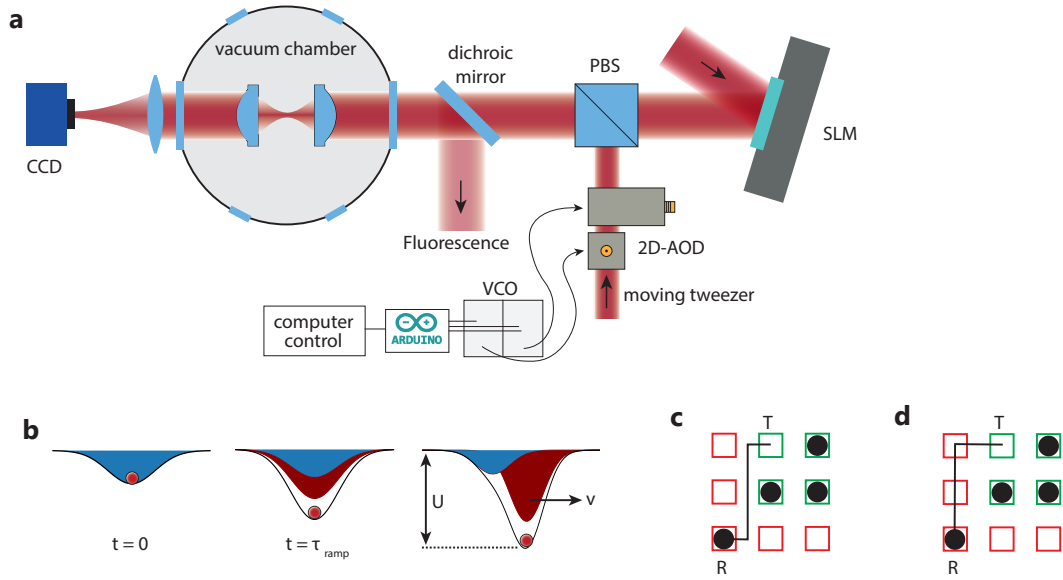 a
vacuum chamber
dichroic
mirror
PBS
CCD
SLM
Fluorescence
2D-AOD
moving tweezer
VCO
computer
control
ARDUINO
b
U
v
t = 0
t = τ ramp
c
T
R
d
T
R